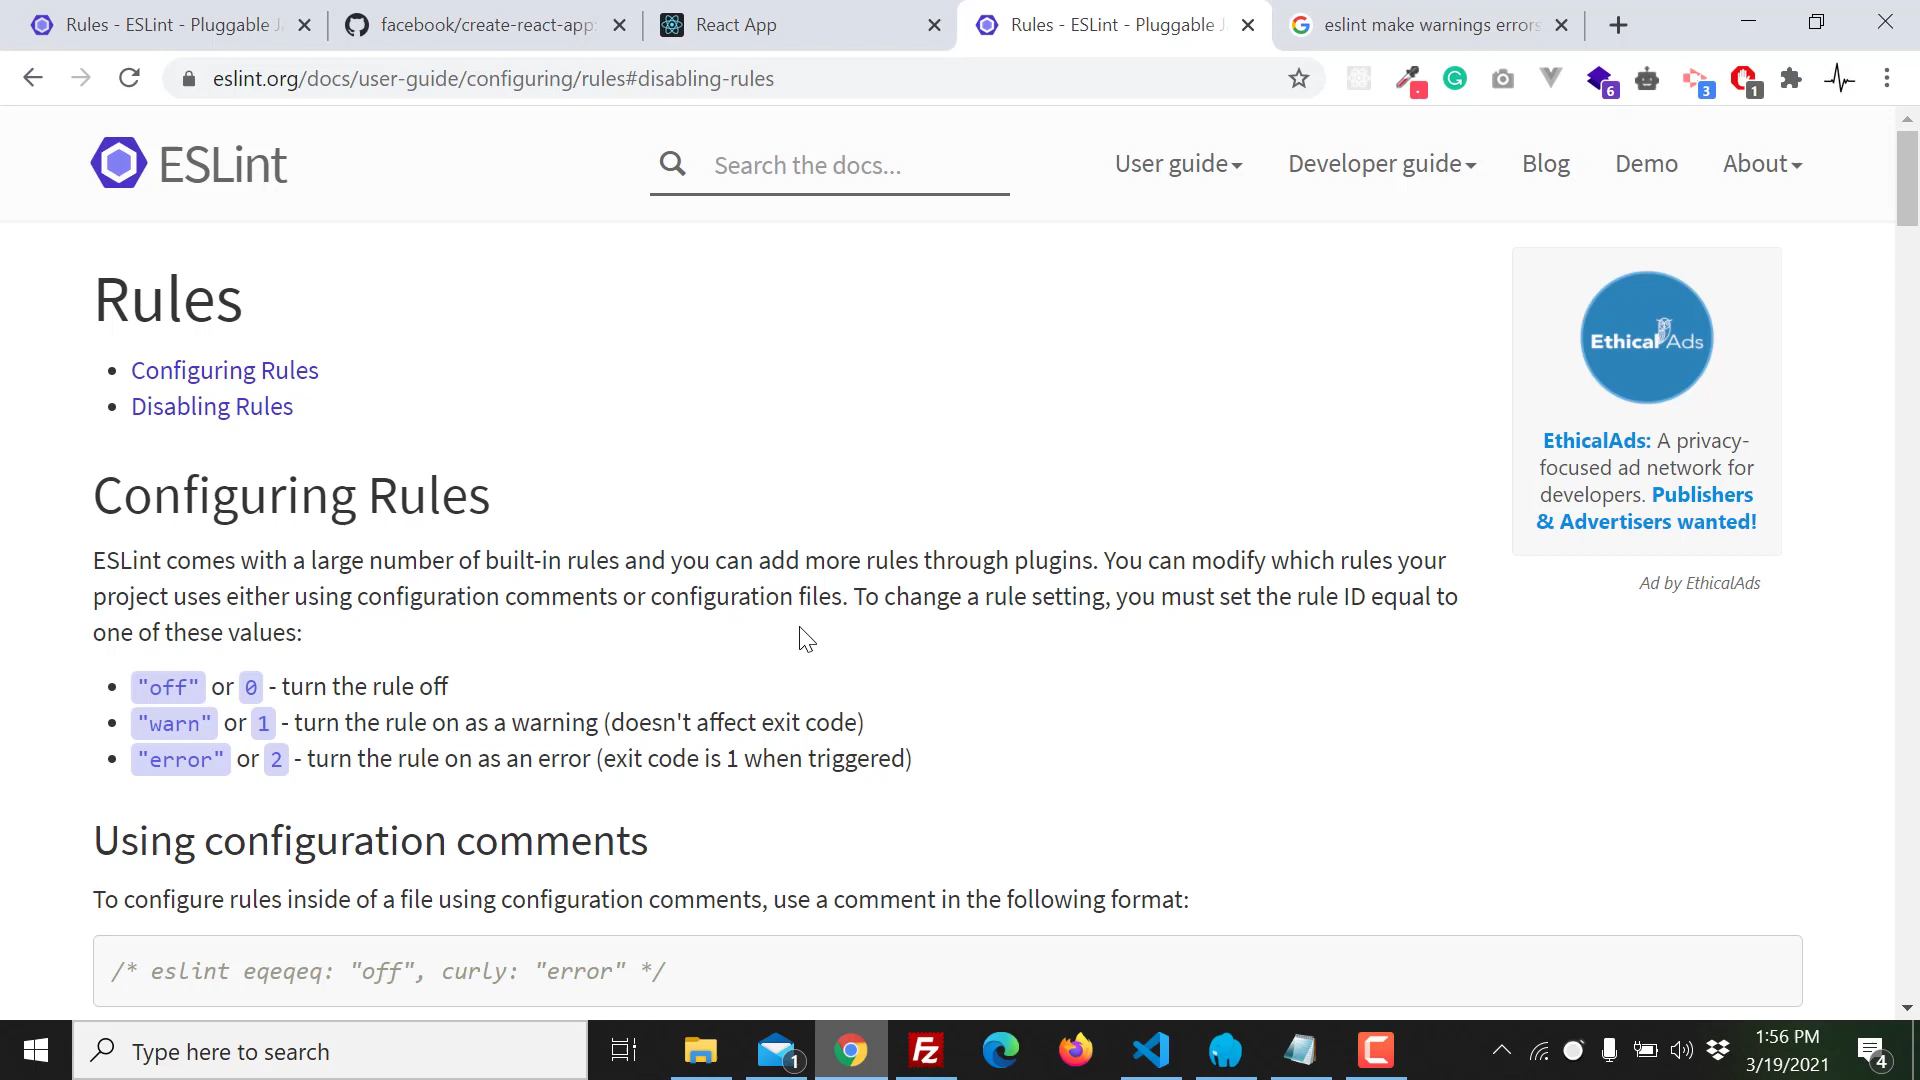 Rules - ESLint - Pluggable J
facebook/create-react-app:
React App
Rules - ESLint - Pluggable J
eslint make warnings errors
eslint.org/docs/user-guide/configuring/rules#disabling-rules
6
3
1
ESLint
Search the docs...
User guide
Developer guide
Blog
Demo
About
Rules
Configuring Rules
Disabling Rules
EthicalAds
EthicalAds: A privacy-
focused ad network for
developers. Publishers
& Advertisers wanted!
Ad by EthicalAds
Configuring Rules
ESLint comes with a large number of built-in rules and you can add more rules through plugins. You can modify which rules your
project uses either using configuration comments or configuration files. To change a rule setting, you must set the rule ID equal to
one of these values:
"off" or 0 - turn the rule off
"warn" or 1 - turn the rule on as a warning (doesn't affect exit code)
"error" or 2 - turn the rule on as an error (exit code is 1 when triggered)
Using configuration comments
To configure rules inside of a file using configuration comments, use a comment in the following format:
/* eslint eqeqeq: "off", curly: "error" */
Type here to search
1
Fz
C
1:56 PM
3/19/2021
4